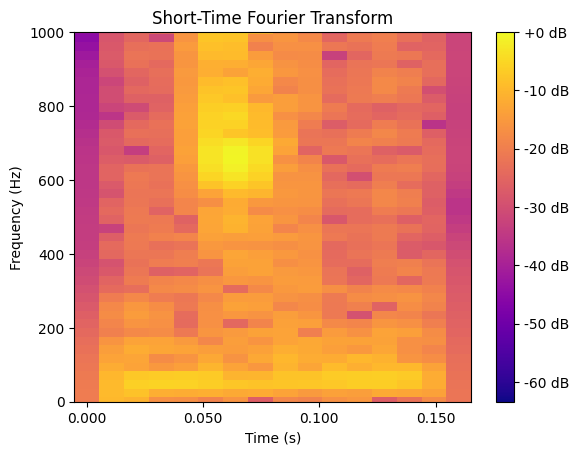 Short-Time Fourier Transform
1000
800
600
400
200
0
Frequency (Hz)
0.000
0.050
0.100
0.150
Time (s)
+0 dB
-10 dB
-20 dB
-30 dB
-40 dB
-50 dB
-60 dB